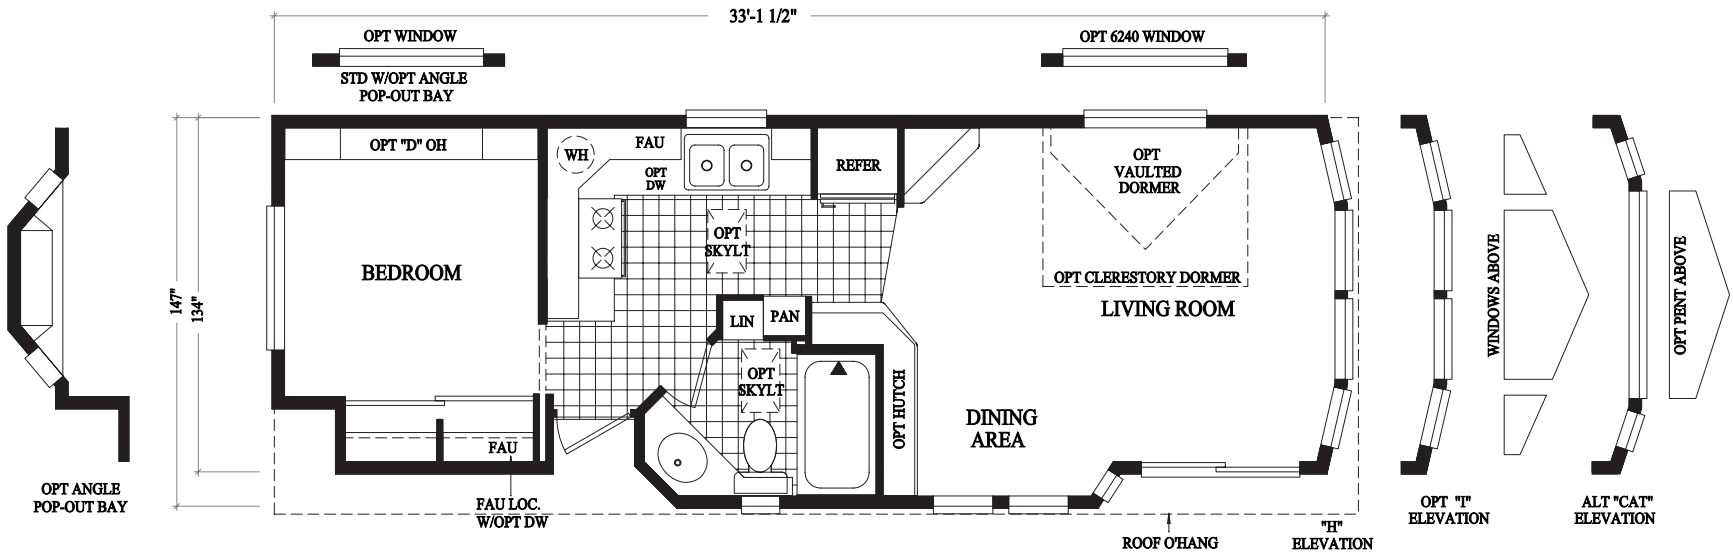 33'-1 1/2"
OPT WINDOW
STD W/OPT ANGLE
POP-OUT BAY
OPT 6240 WINDOW
OPT "D" OH
WH
FAU
OPT
DW
REFER
OPT
VAULTED
DORMER
OPT
SKYLT
BEDROOM
OPT CLERESTORY DORMER
LIVING ROOM
147"
134"
LIN
PAN
OPT
SKYLT
OPT HUTCH
DINING
AREA
FAU
WINDOWS ABOVE
OPT PENT ABOVE
OPT ANGLE
POP-OUT BAY
FAU LOC.
W/OPT DW
ROOF O'HANG
"H"
ELEVATION
OPT "I"
ELEVATION
ALT "CAT"
ELEVATION